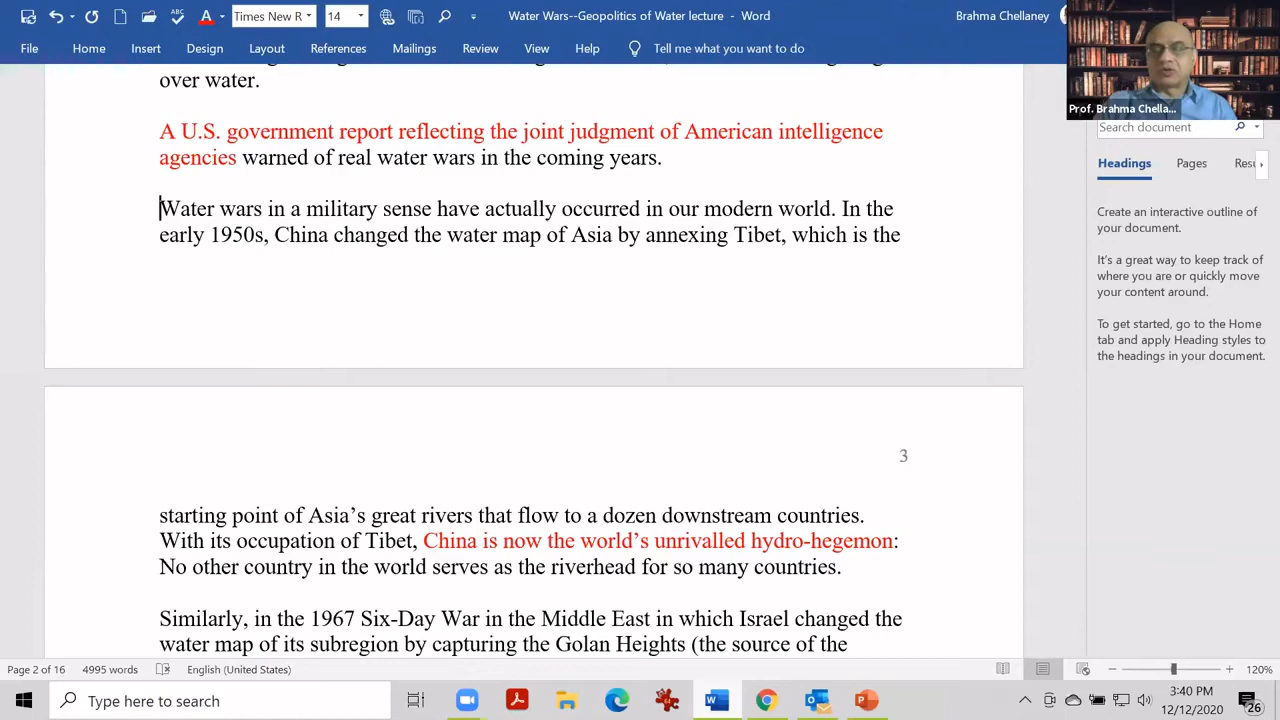 Times New R
14
Water Wars--Geopolitics of Water lecture - Word
Brahma Chellaney
File Home Insert Design Layout References Mailings Review View Help Tell me what you want to do
Prof. Brahma Chella...
over water.
A U.S. government report reflecting the joint judgment of American intelligence
agencies warned of real water wars in the coming years.
Water wars in a military sense have actually occurred in our modern world. In the
early 1950s, China changed the water map of Asia by annexing Tibet, which is the
3
starting point of Asia’s great rivers that flow to a dozen downstream countries.
With its occupation of Tibet, China is now the world’s unrivalled hydro-hegemon:
No other country in the world serves as the riverhead for so many countries.
Similarly, in the 1967 Six-Day War in the Middle East in which Israel changed the
water map of its subregion by capturing the Golan Heights (the source of the
Search document
Headings Pages
Create an interactive outline of
your document.
It's a great way to keep track of
where you are or quickly move
your content around.
To get started, go to the Home
tab and apply Heading styles to
the headings in your document.
Page 2 of 16 4995 words English (United States)
120%
Type here to search
3:40 PM
12/12/2020
26